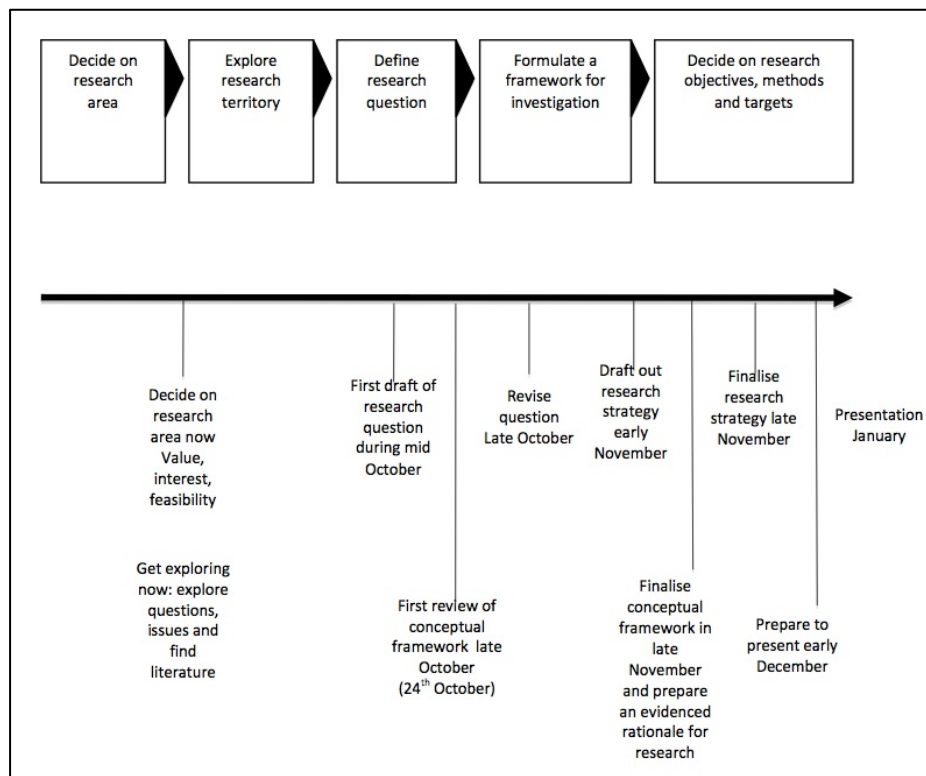 Decide on
research
area
Explore
research
territory
Define
research
question
Formulate a
framework for
investigation
Decide on research
objectives, methods
and targets
Decide on
research
area now
Value,
interest,
feasibility
Get exploring
now: explore
questions,
issues and
find
literature
First draft of
research
question
during mid
October
First review of
conceptual
framework late
October
(24th October)
Revise
question
Late October
Draft out
research
strategy
early
November
Finalise
conceptual
framework in
late
November
and prepare
an evidenced
rationale for
research
Finalise
research
strategy late
November
Prepare to
present early
December
Presentation
January